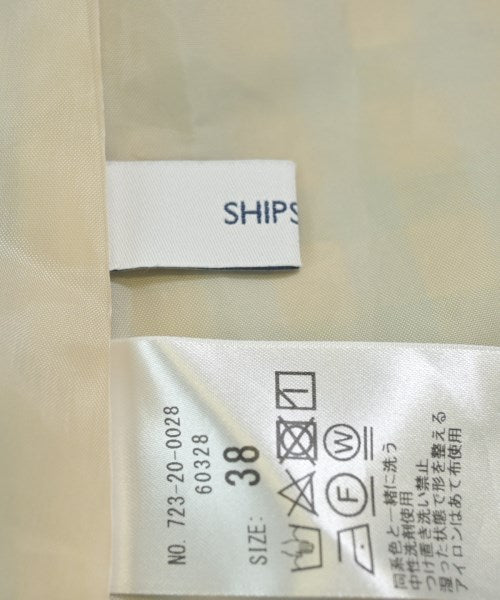 SHIPS
NO. 723-20-0028
60328
SIZE: 38
W
F
同系色と一緒に洗う
中性洗剤使用
つけ置き洗い禁止
湿った状態で形を整える
アイロンはあて布使用